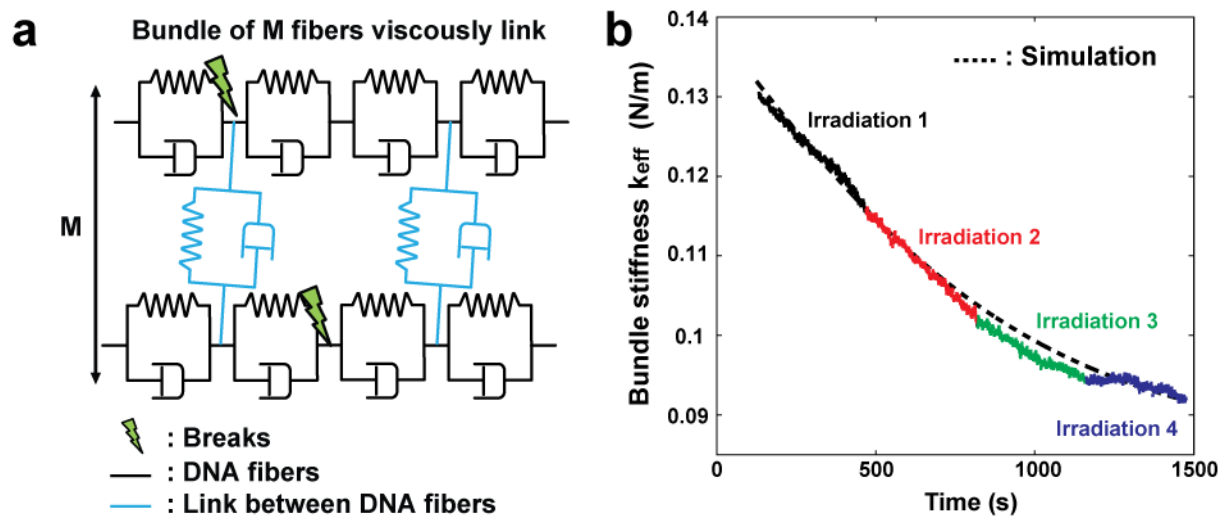 a
Bundle of M fibers viscously link
M
: Breaks
: DNA fibers
: Link between DNA fibers
b
: Simulation
Irradiation 1
Irradiation 2
Irradiation 3
Irradiation 4
Bundle stiffness keff (N/m)
0.14
0.13
0.12
0.11
0.1
0.09
0
500
1000
1500
Time (s)